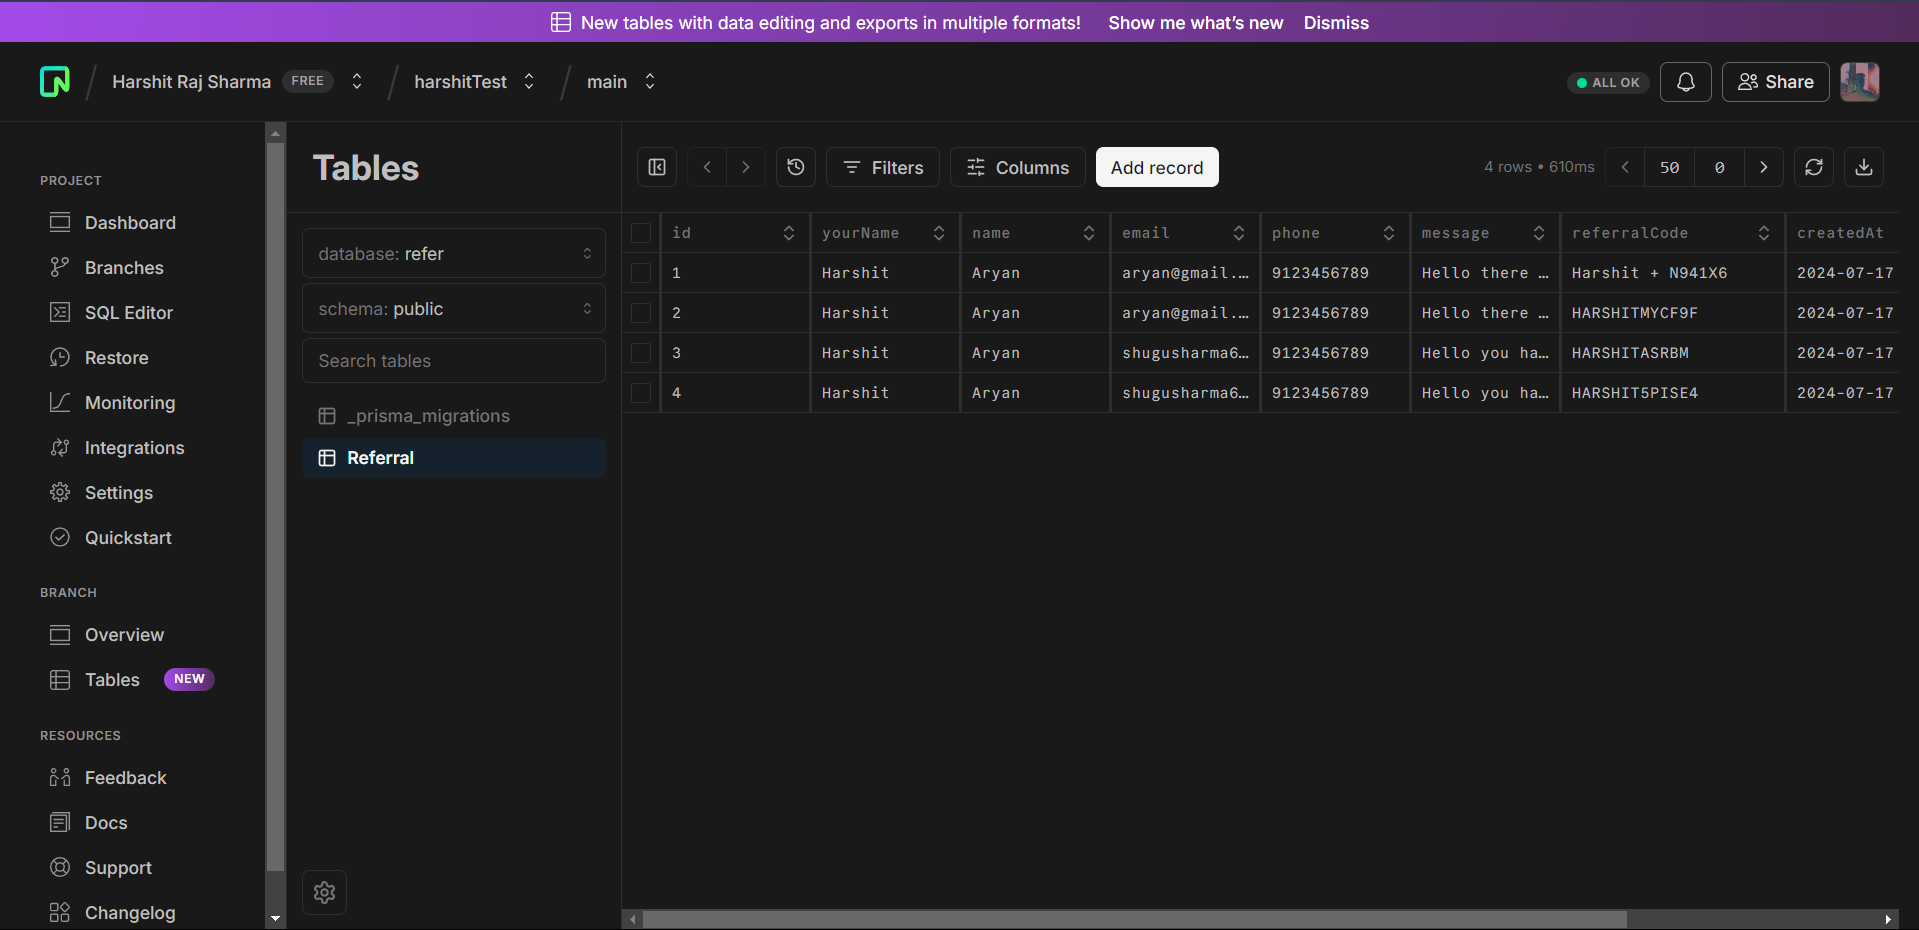 New tables with data editing and exports in multiple formats! Show me what’s new Dismiss
Harshit Raj Sharma FREE harshitTest main ALL OK Share
PROJECT
Dashboard
Branches
SQL Editor
Restore
Monitoring
Integrations
Settings
Quickstart
BRANCH
Overview
Tables NEW
RESOURCES
Feedback
Docs
Support
Changelog
Tables
database: refer
schema: public
Search tables
_prisma_migrations
Referral
Filters Columns Add record 4 rows • 610ms 50 0
id yourName name email phone message referralCode createdAt
1 Harshit Aryan aryan@gmail.… 9123456789 Hello there … Harshit + N941X6 2024-07-17
2 Harshit Aryan aryan@gmail.… 9123456789 Hello there … HARSHITMYCF9F 2024-07-17
3 Harshit Aryan shugusharma6… 9123456789 Hello you ha… HARSHITASRBM 2024-07-17
4 Harshit Aryan shugusharma6… 9123456789 Hello you ha… HARSHIT5PISE4 2024-07-17